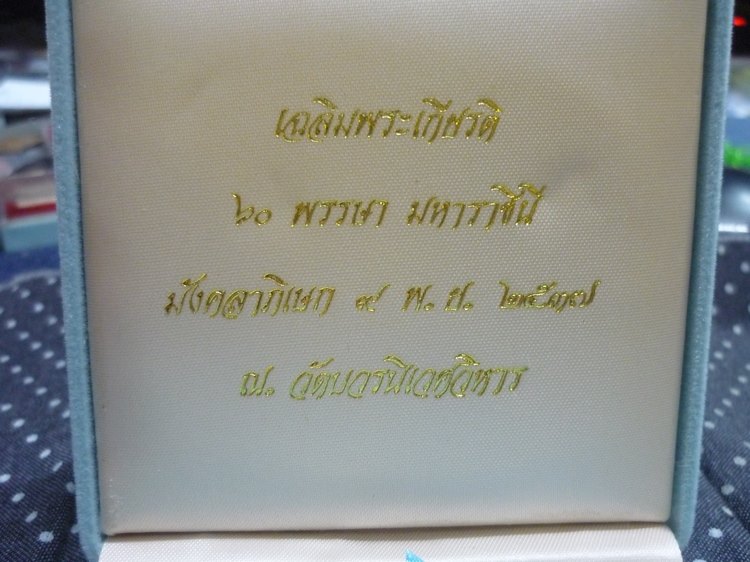 เฉลิมพระเกียรติ
๖๐ พรรษา มหาราชินี
มังคลาภิเษก ๙ พ.ย. ๒๕๓๗
ณ. วัดบวรนิเวศวิหาร